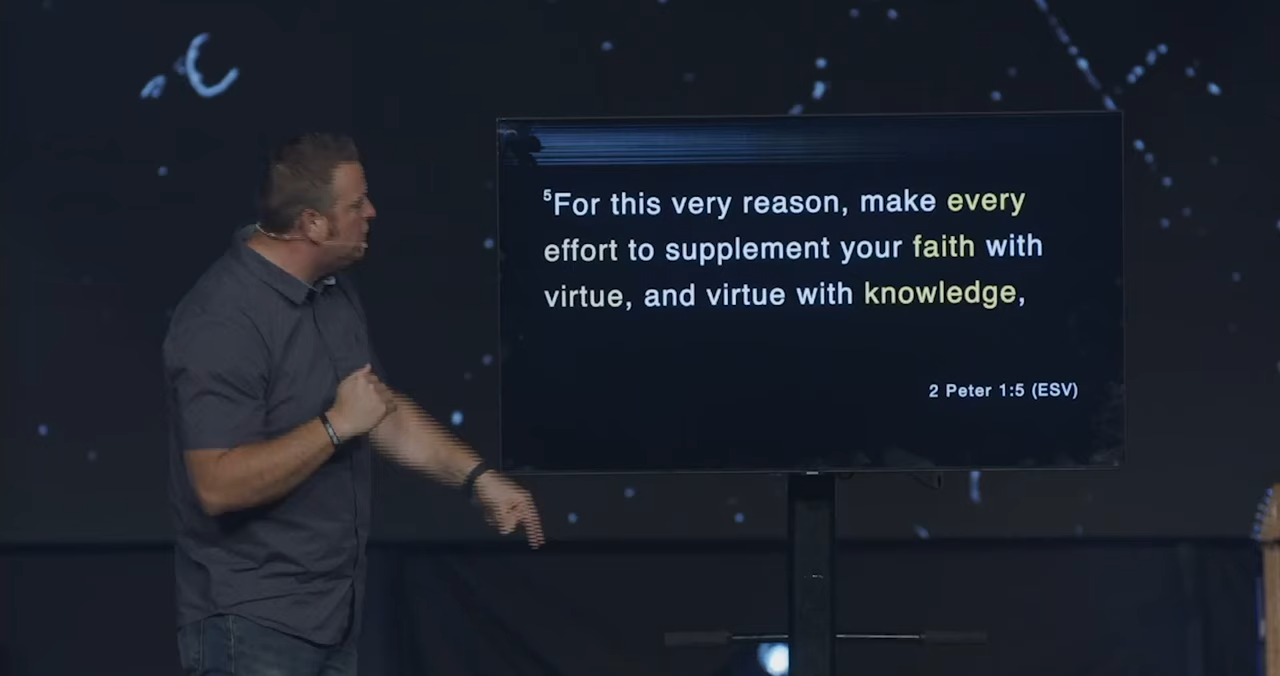 ⁵For this very reason, make every
effort to supplement your faith with
virtue, and virtue with knowledge,
2 Peter 1:5 (ESV)